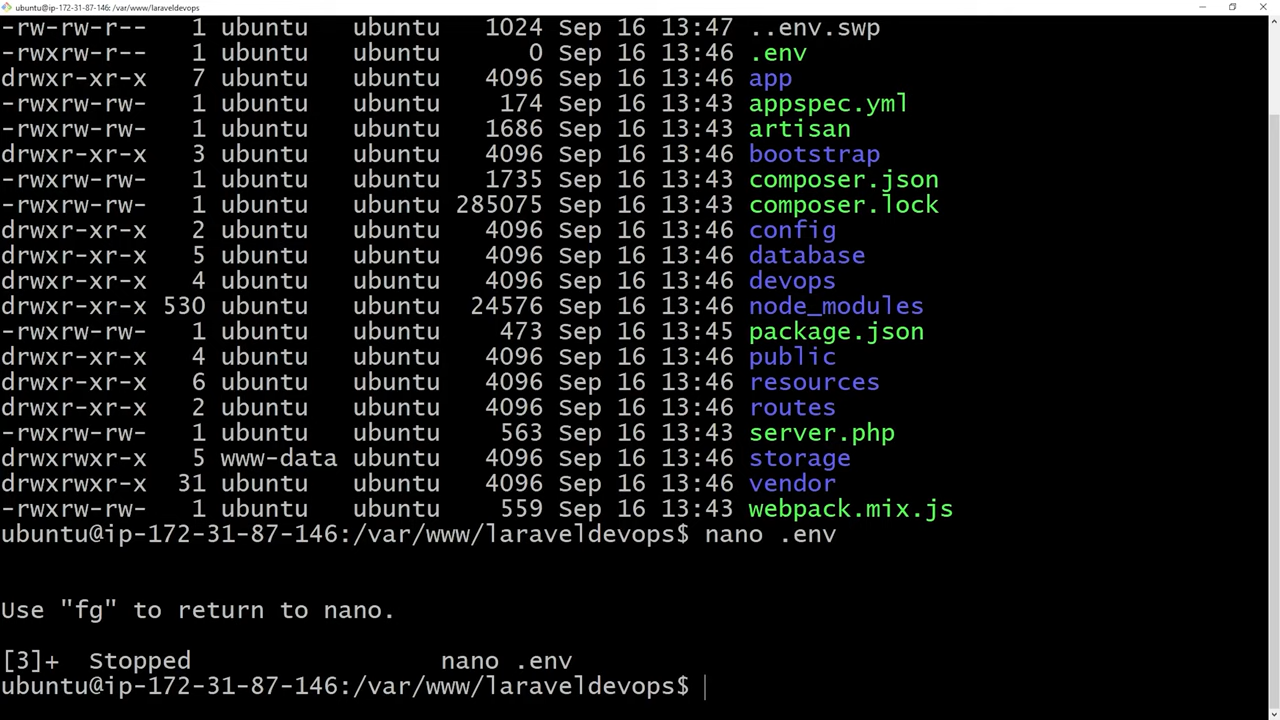 ubuntu@ip-172-31-87-146: /var/www/laraveldevops
-rw-rw-r-- 1 ubuntu ubuntu 1024 Sep 16 13:47 ..env.swp
-rwxrw-r-- 1 ubuntu ubuntu 0 Sep 16 13:46 .env
drwxr-xr-x 7 ubuntu ubuntu 4096 Sep 16 13:46 app
-rwxrw-rw- 1 ubuntu ubuntu 174 Sep 16 13:43 appspec.yml
-rwxrw-rw- 1 ubuntu ubuntu 1686 Sep 16 13:43 artisan
drwxr-xr-x 3 ubuntu ubuntu 4096 Sep 16 13:46 bootstrap
-rwxrw-rw- 1 ubuntu ubuntu 1735 Sep 16 13:43 composer.json
-rwxrw-rw- 1 ubuntu ubuntu 285075 Sep 16 13:43 composer.lock
drwxr-xr-x 2 ubuntu ubuntu 4096 Sep 16 13:46 config
drwxr-xr-x 5 ubuntu ubuntu 4096 Sep 16 13:46 database
drwxr-xr-x 4 ubuntu ubuntu 4096 Sep 16 13:46 devops
drwxr-xr-x 530 ubuntu ubuntu 24576 Sep 16 13:46 node_modules
-rwxrw-rw- 1 ubuntu ubuntu 473 Sep 16 13:45 package.json
drwxr-xr-x 4 ubuntu ubuntu 4096 Sep 16 13:46 public
drwxr-xr-x 6 ubuntu ubuntu 4096 Sep 16 13:46 resources
drwxr-xr-x 2 ubuntu ubuntu 4096 Sep 16 13:46 routes
-rwxrw-rw- 1 ubuntu ubuntu 563 Sep 16 13:43 server.php
drwxrwxr-x 5 www-data ubuntu 4096 Sep 16 13:46 storage
drwxrwxr-x 31 ubuntu ubuntu 4096 Sep 16 13:46 vendor
-rwxrw-rw- 1 ubuntu ubuntu 559 Sep 16 13:43 webpack.mix.js
ubuntu@ip-172-31-87-146:/var/www/laraveldevops$ nano .env
Use "fg" to return to nano.
[3]+ Stopped nano .env
ubuntu@ip-172-31-87-146:/var/www/laraveldevops$